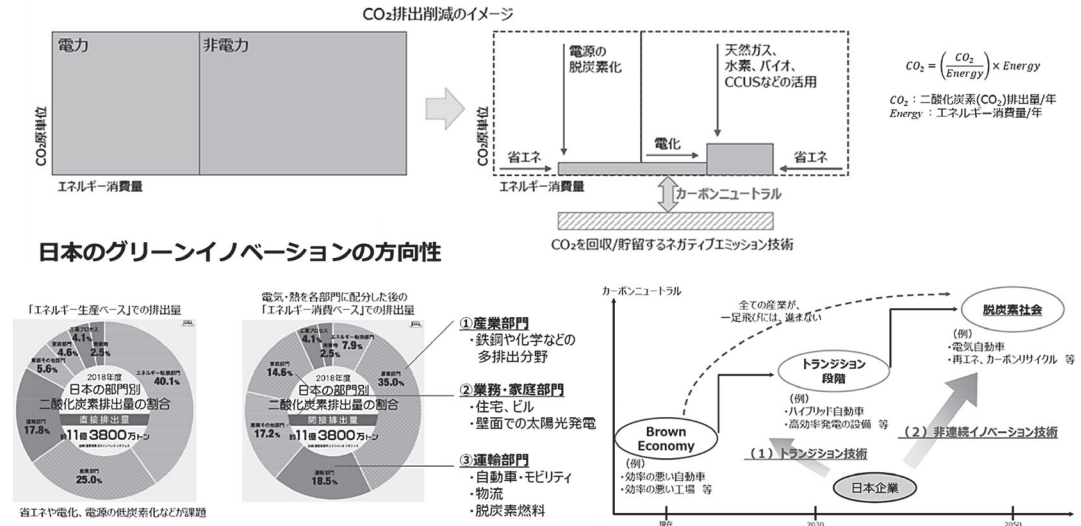 CO₂排出削減のイメージ
電力
非電力
CO₂原単位
エネルギー消費量
電源の
脱炭素化
天然ガス、
水素、バイオ、
CCUSなどの活用
CO₂原単位
省エネ
電化
省エネ
エネルギー消費量
カーボンニュートラル
CO₂を回収/貯留するネガティブエミッション技術
CO₂ = (CO₂/Energy) × Energy
CO₂：二酸化炭素(CO₂)排出量/年
Energy：エネルギー消費量/年
日本のグリーンイノベーションの方向性
「エネルギー生産ベース」での排出量
工業プロセス
4.1%
廃棄物
2.5%
家庭部門
4.6%
業務その他部門
5.6%
エネルギー転換部門
40.1%
運輸部門
17.8%
産業部門
25.0%
2018年度
日本の部門別
二酸化炭素排出量の割合
直接排出量
約11億3800万トン
省エネや電化、電源の低炭素化などが課題
電気・熱を各部門に配分した後の
「エネルギー消費ベース」での排出量
工業プロセス
4.1%
廃棄物
2.5%
エネルギー転換部門
7.9%
家庭部門
14.6%
産業部門
35.0%
業務その他部門
17.2%
運輸部門
18.5%
2018年度
日本の部門別
二酸化炭素排出量の割合
間接排出量
約11億3800万トン
①産業部門
・鉄鋼や化学などの
多排出分野
②業務・家庭部門
・住宅、ビル
・壁面での太陽光発電
③運輸部門
・自動車・モビリティ
・物流
・脱炭素燃料
カーボンニュートラル
全ての産業が、
一足飛びには、進まない
脱炭素社会
(例)
・電気自動車
・再エネ、カーボンリサイクル 等
トランジション
段階
(例)
・ハイブリッド自動車
・高効率発電の設備 等
Brown
Economy
(例)
・効率の悪い自動車
・効率の悪い工場 等
(1) トランジション技術
(2) 非連続イノベーション技術
日本企業
現在
2030
2050